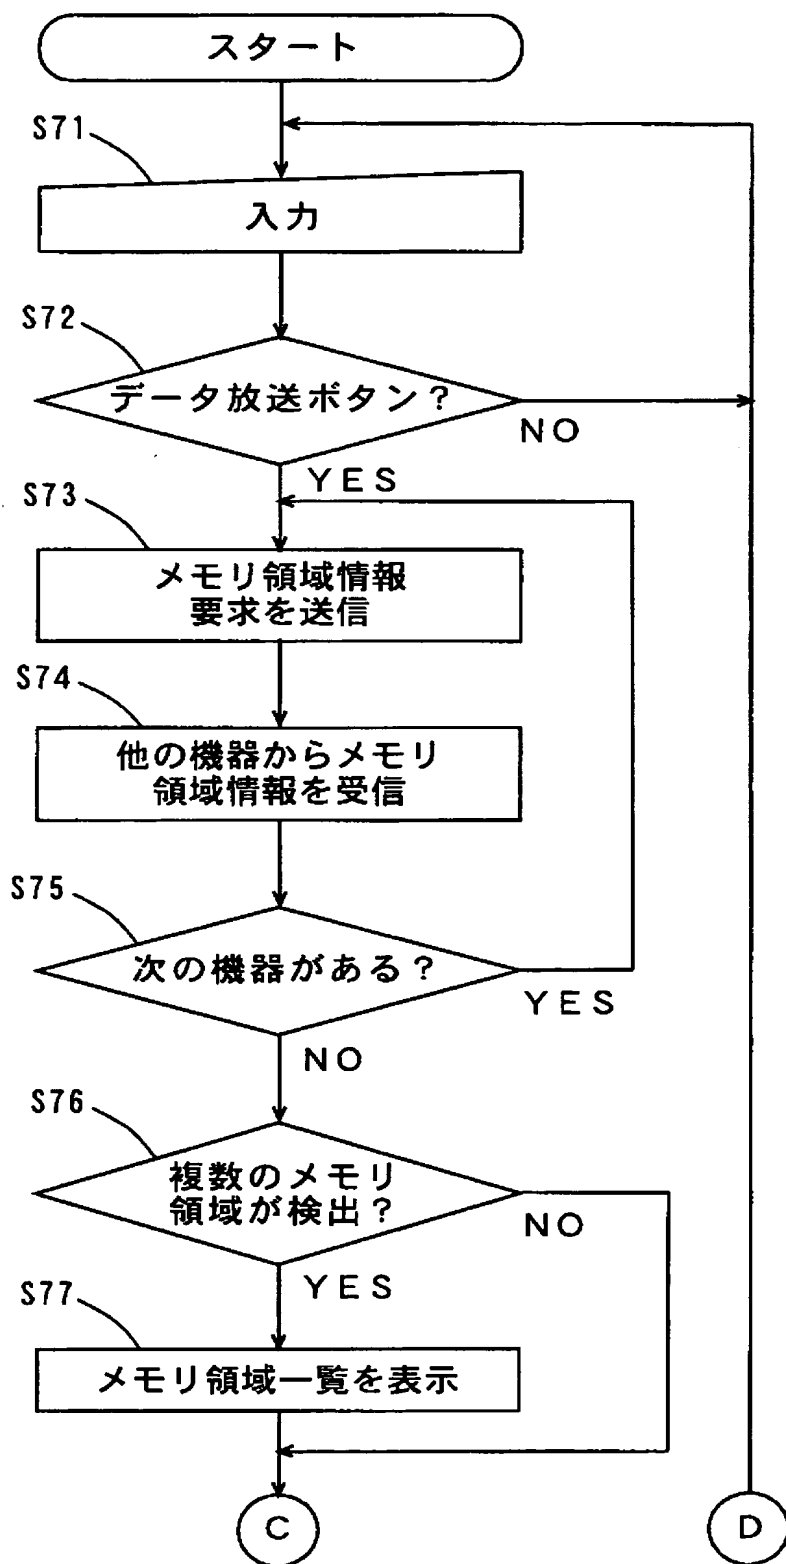 スタート
S71
入力
S72
データ放送ボタン?
NO
YES
S73
メモリ領域情報
要求を送信
S74
他の機器からメモリ
領域情報を受信
S75
次の機器がある?
YES
NO
S76
複数のメモリ
領域が検出?
NO
YES
S77
メモリ領域一覧を表示
C
D